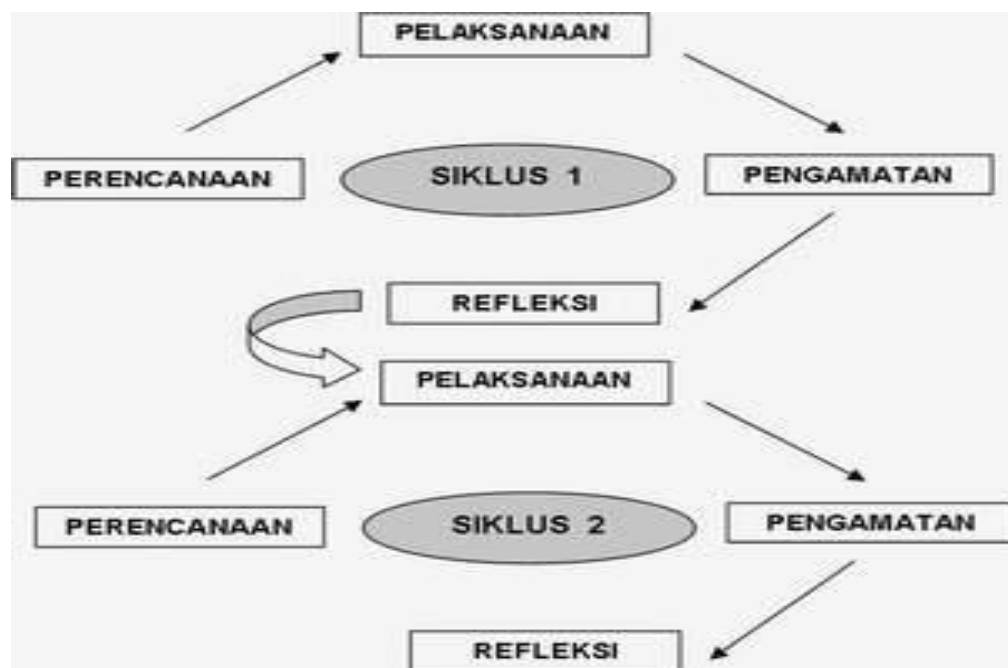 PELAKSANAAN
PERENCANAAN
SIKLUS 1
PENGAMATAN
REFLEKSI
PELAKSANAAN
PERENCANAAN
SIKLUS 2
PENGAMATAN
REFLEKSI